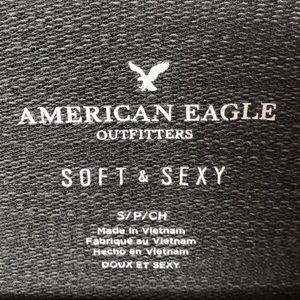 AMERICAN EAGLE
OUTFITTERS
SOFT & SEXY
S/P/CH
Made in Vietnam
Fabriqué au Vietnam
Hecho en Vietnam
DOUX ET SEXY